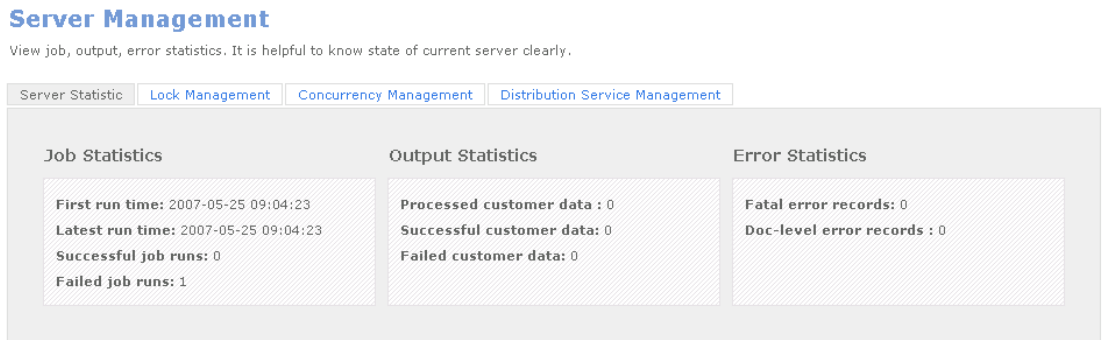 Server Management
View job, output, error statistics. It is helpful to know state of current server clearly.
Server Statistic
Lock Management
Concurrency Management
Distribution Service Management
Job Statistics
First run time: 2007-05-25 09:04:23
Latest run time: 2007-05-25 09:04:23
Successful job runs: 0
Failed job runs: 1
Output Statistics
Processed customer data : 0
Successful customer data: 0
Failed customer data: 0
Error Statistics
Fatal error records: 0
Doc-level error records : 0